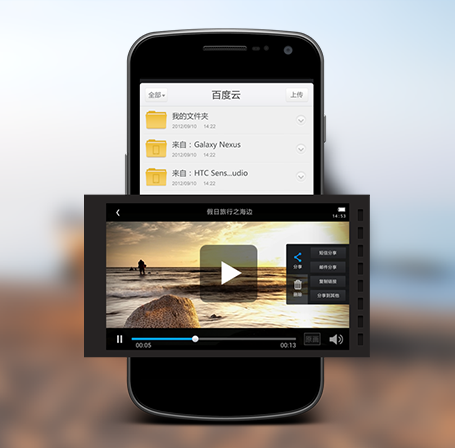 全部
百度云
上传
我的文件夹
2012/09/10 14:22
来自：Galaxy Nexus
2012/09/10 14:22
来自：HTC Sens...udio
2012/09/10 14:22
假日旅行之海边
14:53
分享
短信分享
邮件分享
复制链接
删除
分享到其他
00:05
00:13
原画